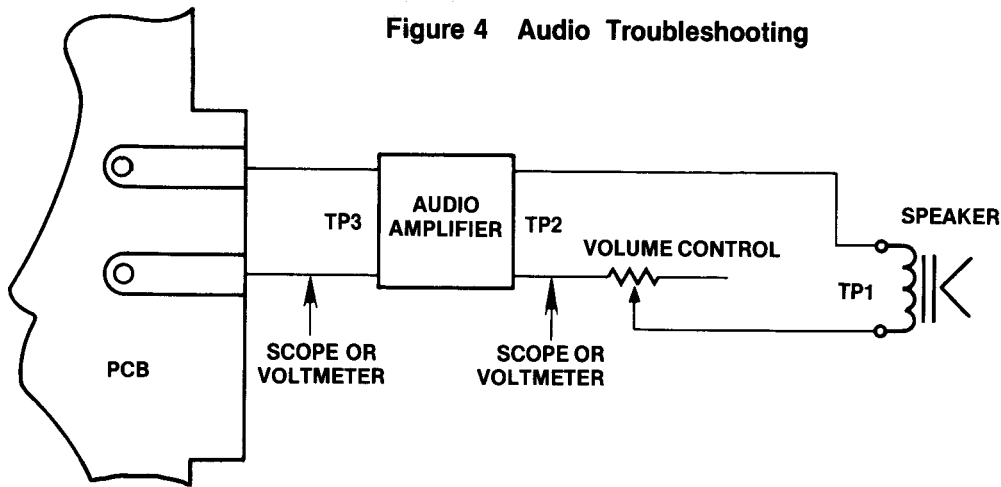 Figure 4 Audio Troubleshooting
AUDIO
AMPLIFIER
TP3
TP2
SPEAKER
VOLUME CONTROL
TP1
SCOPE OR
VOLTMETER
SCOPE OR
VOLTMETER
PCB